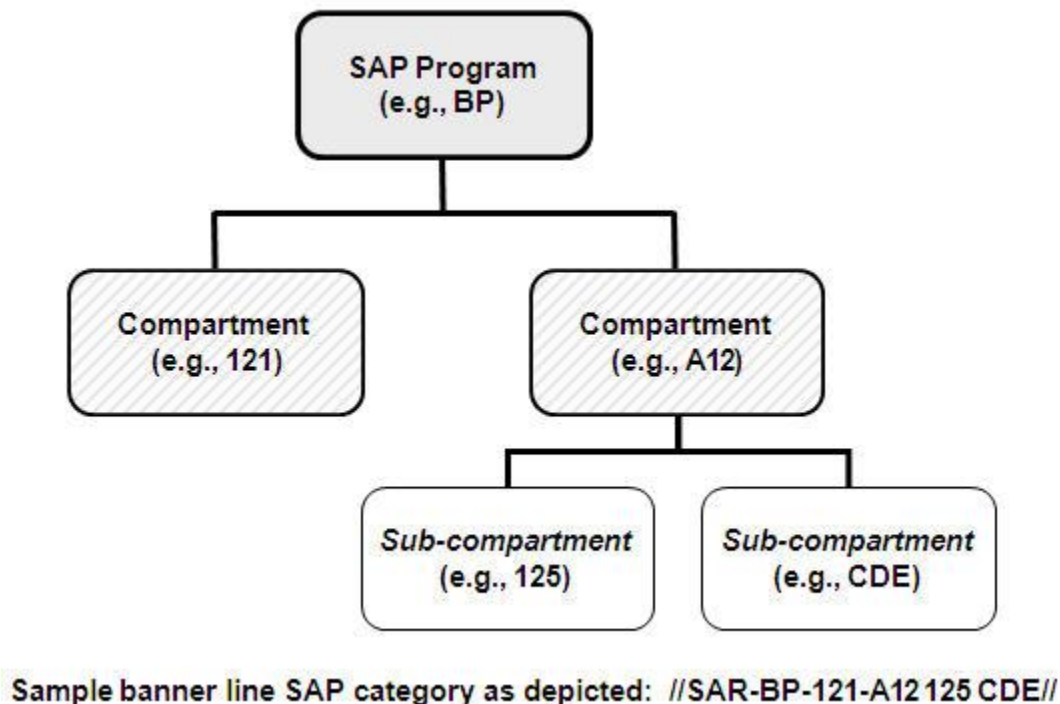 SAP Program
(e.g., BP)
Compartment
(e.g., 121)
Compartment
(e.g., A12)
Sub-compartment
(e.g., 125)
Sub-compartment
(e.g., CDE)
Sample banner line SAP category as depicted: //SAR-BP-121-A12 125 CDE//